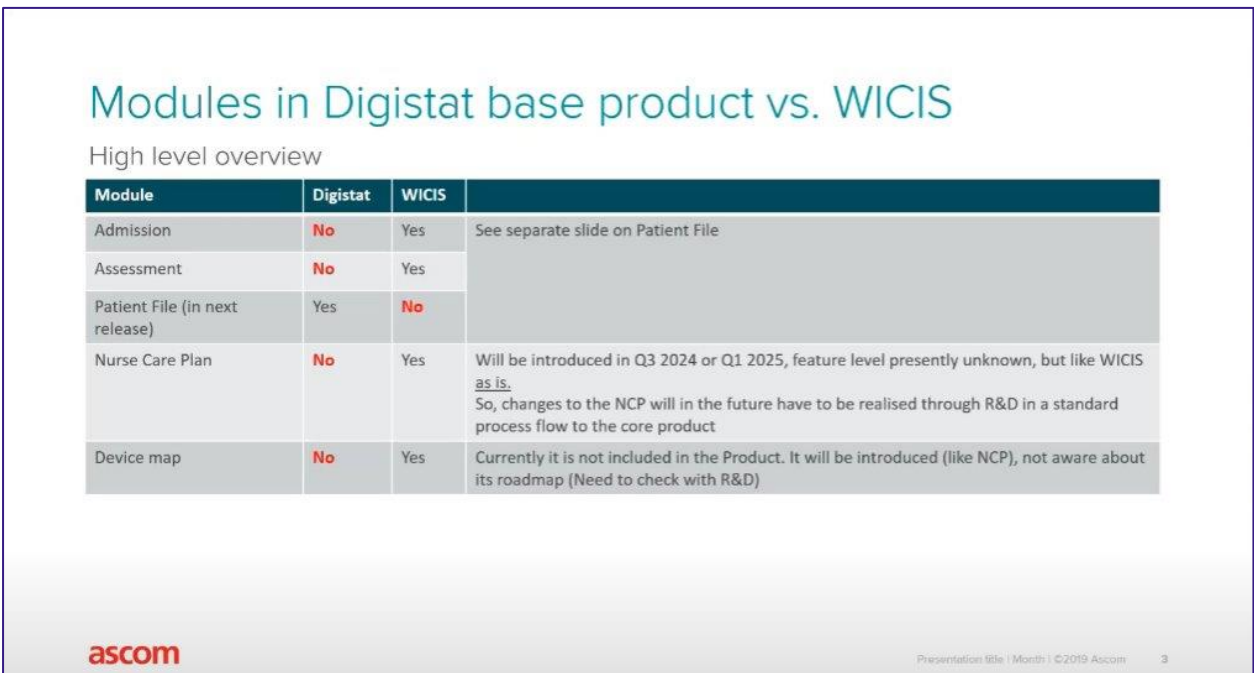 Modules in Digistat base product vs. WICIS
High level overview
Module Digistat WICIS
Admission No Yes See separate slide on Patient File
Assessment No Yes
Patient File (in next Yes No
release)
Nurse Care Plan No Yes Will be introduced in Q3 2024 or Q1 2025, feature level presently unknown, but like WICIS
as is.
So, changes to the NCP will in the future have to be realised through R&D in a standard
process flow to the core product
Device map No Yes Currently it is not included in the Product. It will be introduced (like NCP), not aware about
its roadmap (Need to check with R&D)
ascom
Presentation title | Month | ©2019 Ascom 3